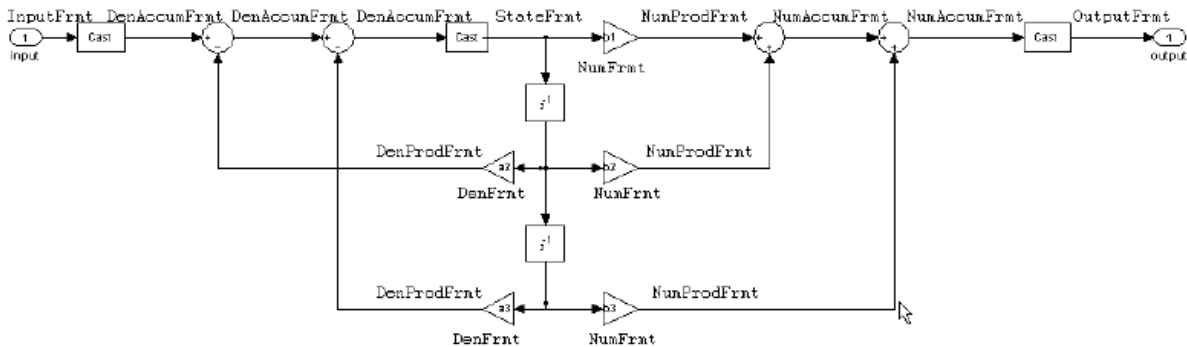 InputFrmt DenAccumFrmt DenAccumFrmt DenAccumFrmt StateFrmt NumProdFrmt NumAccumFrmt NumAccumFrmt OutputFrmt
1 Cast + − + − Cast b1 + + + + Cast 1
input NumFrmt output
z-1
DenProdFrmt NumProdFrmt
a2 b2
DenFrmt NumFrmt
z-1
DenProdFrmt NumProdFrmt
a3 b3
DenFrmt NumFrmt